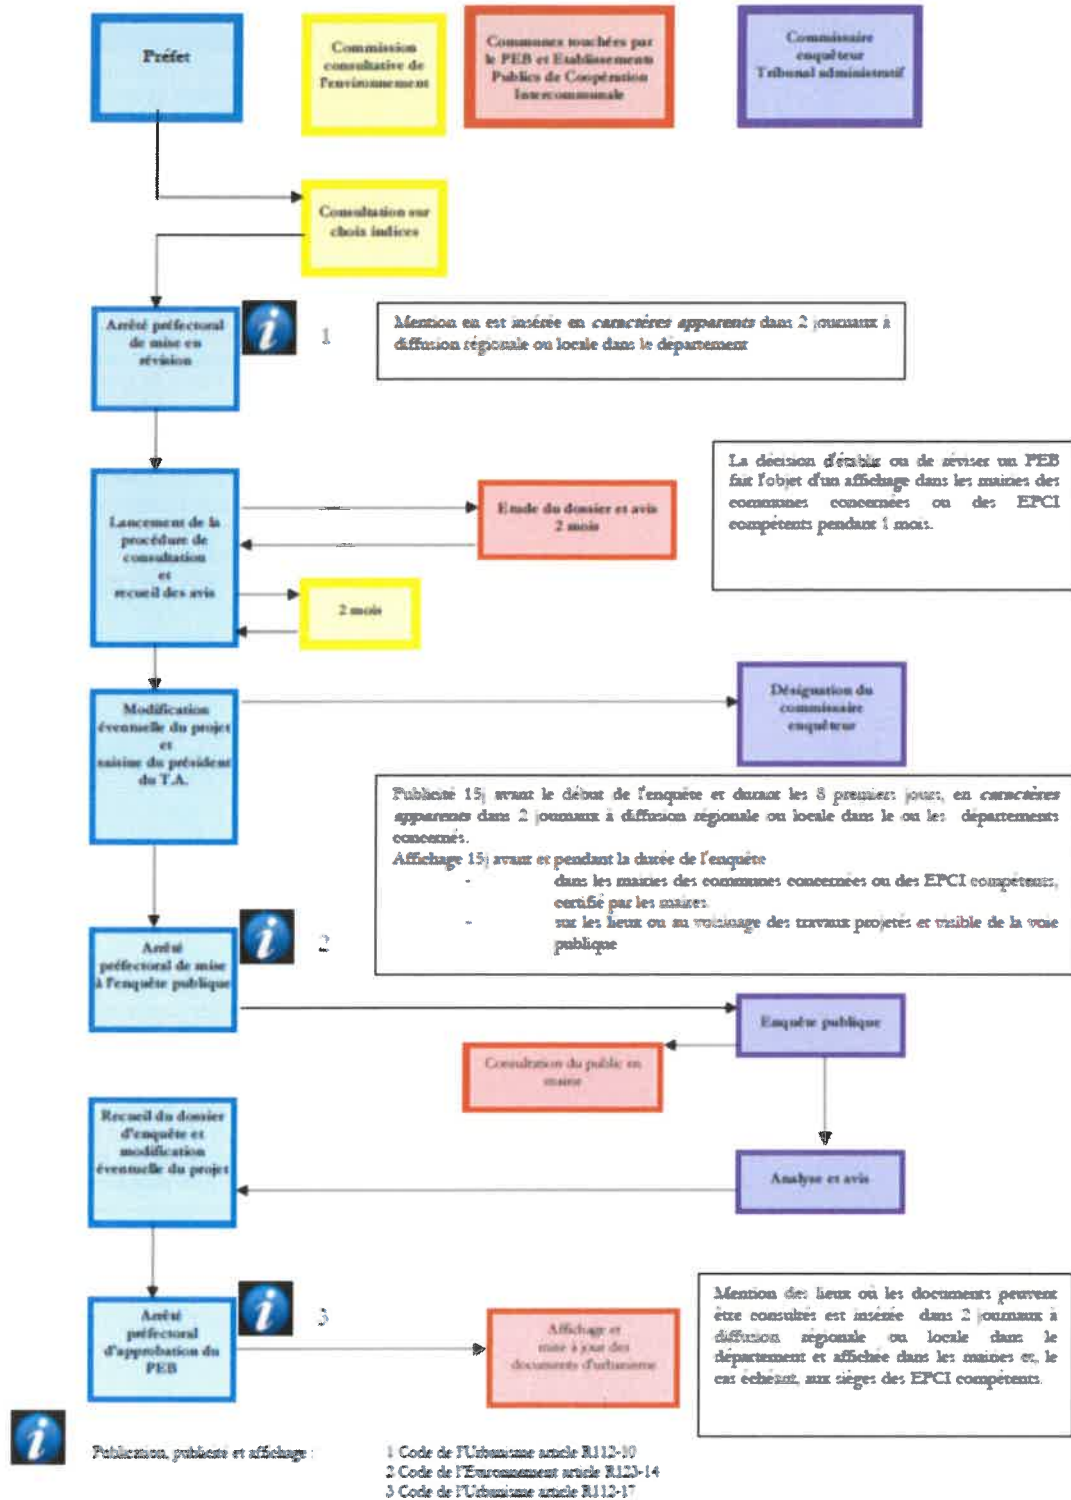 Préfet
Commission
consultative de
l'environnement
Communes touchées par
le PEB et Etablissements
Publics de Coopération
Intercommunale
Commissaire
enquêteur
Tribunal administratif
Consultation sur
choix indices
Arrêté préfectoral
de mise en
révision
i
1
Mention en est insérée en caractères apparents dans 2 journaux à
diffusion régionale ou locale dans le département
La décision d'établir ou de réviser un PEB
fait l'objet d'un affichage dans les mairies des
communes concernées ou des EPCI
compétents pendant 1 mois.
Lancement de la
procédure de
consultation
et
recueil des avis
Etude du dossier et avis
2 mois
2 mois
Modification
éventuelle du projet
et
saisine du président
du T.A.
Désignation du
commissaire
enquêteur
Publicité 15j avant le début de l'enquête et durant les 8 premiers jours, en caractères
apparents dans 2 journaux à diffusion régionale ou locale dans le ou les départements
concernés.
Affichage 15j avant et pendant la durée de l'enquête
- dans les mairies des communes concernées ou des EPCI compétents,
certifié par les maires
- sur les lieux ou au voisinage des travaux projetés et visible de la voie
publique
Arrêté
préfectoral de mise
à l'enquête publique
i
2
Enquête publique
Consultation du public en
mairie
Recueil du dossier
d'enquête et
modification
éventuelle du projet
Analyse et avis
Arrêté
préfectoral
d'approbation du
PEB
i
3
Affichage et
mise à jour des
documents d'urbanisme
Mention des lieux où les documents peuvent
être consultés est insérée dans 2 journaux à
diffusion régionale ou locale dans le
département et affichée dans les mairies et, le
cas échéant, aux sièges des EPCI compétents.
i
Publication, publicité et affichage :
1 Code de l'Urbanisme article R112-10
2 Code de l'Environnement article R123-14
3 Code de l'Urbanisme article R112-17